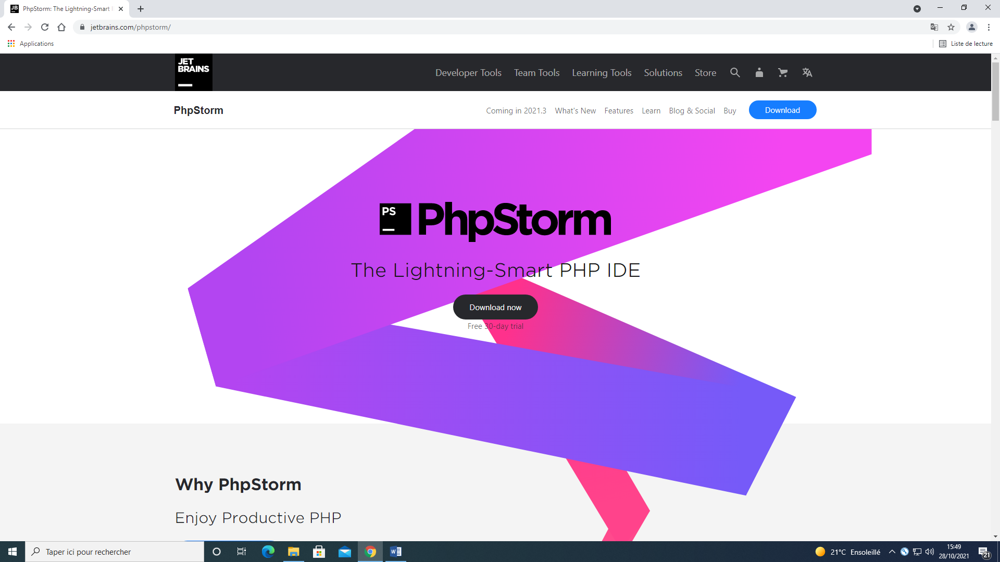 PhpStorm: The Lightning-Smart
jetbrains.com/phpstorm/
Applications
Liste de lecture
JET
BRAINS
Developer Tools Team Tools Learning Tools Solutions Store
PhpStorm
Coming in 2021.3 What's New Features Learn Blog & Social Buy Download
PS PhpStorm
The Lightning-Smart PHP IDE
Download now
Free 30-day trial
Why PhpStorm
Enjoy Productive PHP
Taper ici pour rechercher
21°C Ensoleillé
15:49
28/10/2021
21